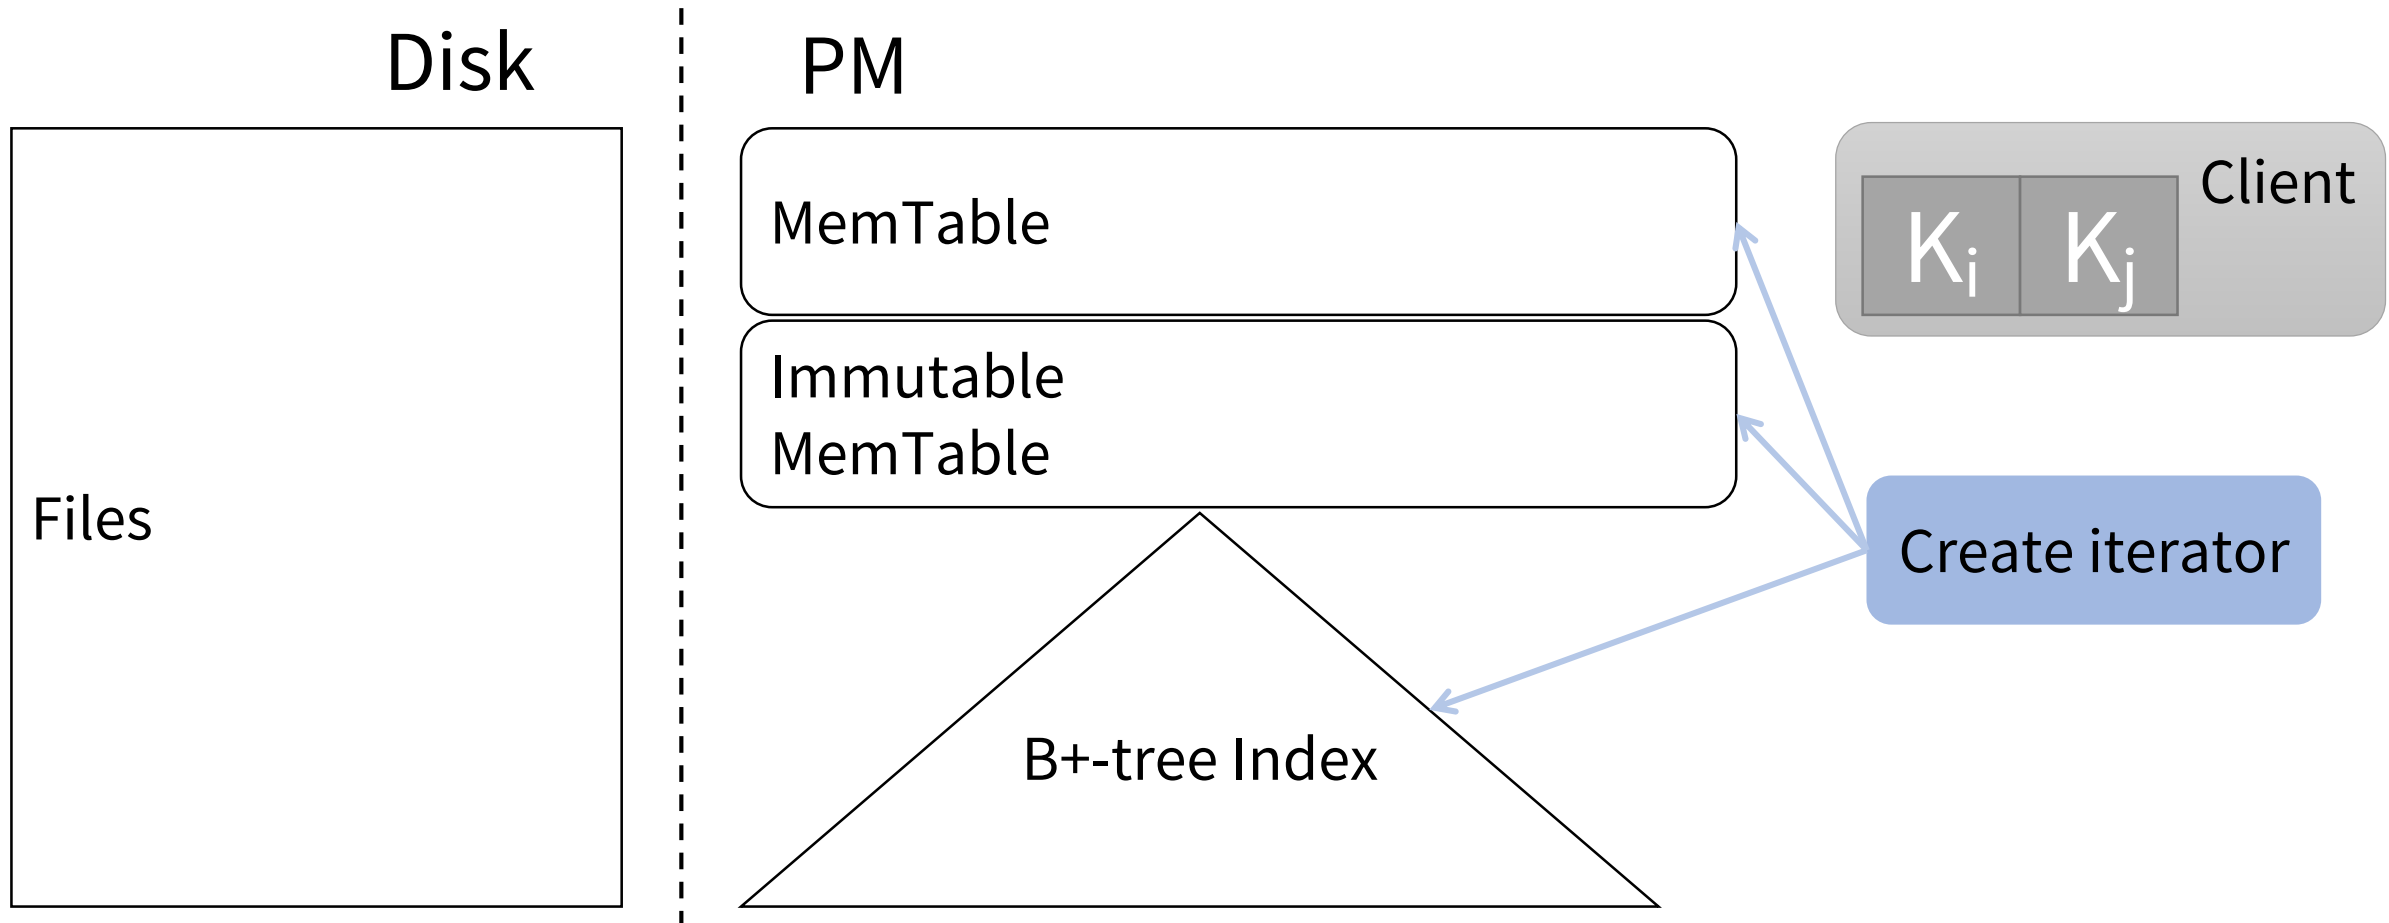 Disk
PM
Files
MemTable
Immutable
MemTable
B+-tree Index
Client
Ki Kj
Create iterator